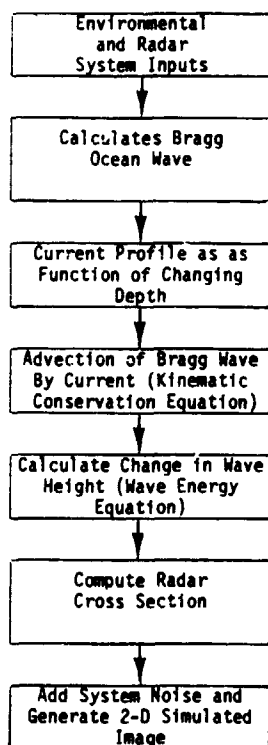 Environmental
and Radar
System Inputs
Calculates Bragg
Ocean Wave
Current Profile as as
Function of Changing
Depth
Advection of Bragg Wave
By Current (Kinematic
Conservation Equation)
Calculate Change in Wave
Height (Wave Energy
Equation)
Compute Radar
Cross Section
Add System Noise and
Generate 2-D Simulated
Image